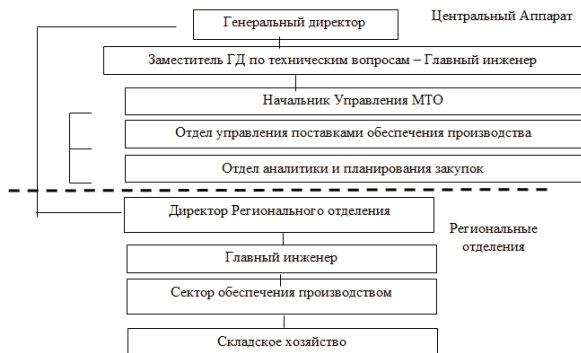 Генеральный директор
Центральный Аппарат
Заместитель ГД по техническим вопросам – Главный инженер
Начальник Управления МТО
Отдел управления поставками обеспечения производства
Отдел аналитики и планирования закупок
Директор Регионального отделения
Региональные
отделения
Главный инженер
Сектор обеспечения производством
Складское хозяйство